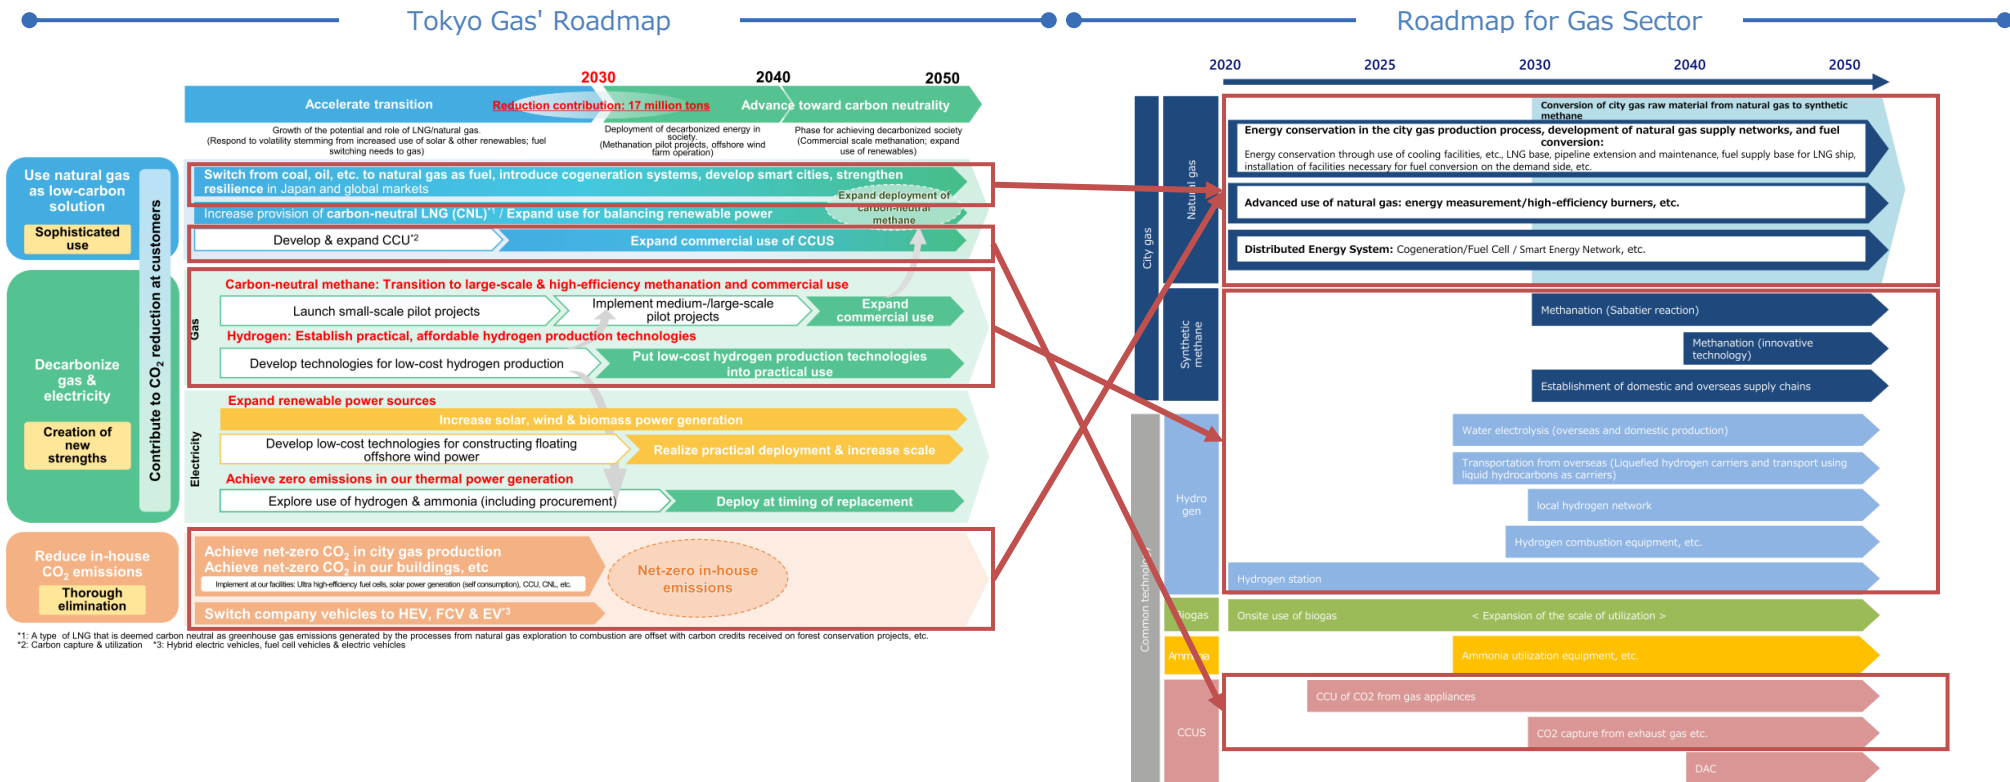 Tokyo Gas' Roadmap
Roadmap for Gas Sector
2030
2040
2050
Accelerate transition
Reduction contribution: 17 million tons
Advance toward carbon neutrality
Growth of the potential and role of LNG/natural gas.
(Respond to volatility stemming from increased use of solar & other renewables; fuel
switching needs to gas)
Deployment of decarbonized energy in
society.
(Methanation pilot projects, offshore wind
farm operation)
Phase for achieving decarbonized society
(Commercial scale methanation; expand
use of renewables)
Use natural gas
as low-carbon
solution
Sophisticated
use
Contribute to CO2 reduction at customers
Switch from coal, oil, etc. to natural gas as fuel, introduce cogeneration systems, develop smart cities, strengthen
resilience in Japan and global markets
Expand deployment of
carbon-neutral
methane
Increase provision of carbon-neutral LNG (CNL)*1 / Expand use for balancing renewable power
Develop & expand CCU*2
Expand commercial use of CCUS
Decarbonize
gas &
electricity
Creation of
new
strengths
Gas
Carbon-neutral methane: Transition to large-scale & high-efficiency methanation and commercial use
Launch small-scale pilot projects
Implement medium-/large-scale
pilot projects
Expand
commercial use
Hydrogen: Establish practical, affordable hydrogen production technologies
Develop technologies for low-cost hydrogen production
Put low-cost hydrogen production technologies
into practical use
Electricity
Expand renewable power sources
Increase solar, wind & biomass power generation
Develop low-cost technologies for constructing floating
offshore wind power
Realize practical deployment & increase scale
Achieve zero emissions in our thermal power generation
Explore use of hydrogen & ammonia (including procurement)
Deploy at timing of replacement
Reduce in-house
CO2 emissions
Thorough
elimination
Achieve net-zero CO2 in city gas production
Achieve net-zero CO2 in our buildings, etc
Implement at our facilities: Ultra high-efficiency fuel cells, solar power generation (self consumption), CCU, CNL, etc.
Switch company vehicles to HEV, FCV & EV*3
Net-zero in-house
emissions
*1: A type of LNG that is deemed carbon neutral as greenhouse gas emissions generated by the processes from natural gas exploration to combustion are offset with carbon credits received on forest conservation projects, etc.
*2: Carbon capture & utilization *3: Hybrid electric vehicles, fuel cell vehicles & electric vehicles
2020
2025
2030
2040
2050
City gas
Natural gas
Conversion of city gas raw material from natural gas to synthetic
methane
Energy conservation in the city gas production process, development of natural gas supply networks, and fuel
conversion:
Energy conservation through use of cooling facilities, etc., LNG base, pipeline extension and maintenance, fuel supply base for LNG ship,
installation of facilities necessary for fuel conversion on the demand side, etc.
Advanced use of natural gas: energy measurement/high-efficiency burners, etc.
Distributed Energy System: Cogeneration/Fuel Cell / Smart Energy Network, etc.
Synthetic
methane
Methanation (Sabatier reaction)
Methanation (innovative
technology)
Establishment of domestic and overseas supply chains
Common technology
Hydro
gen
Water electrolysis (overseas and domestic production)
Transportation from overseas (Liquefied hydrogen carriers and transport using
liquid hydrocarbons as carriers)
local hydrogen network
Hydrogen combustion equipment, etc.
Hydrogen station
Biogas
Onsite use of biogas
< Expansion of the scale of utilization >
Ammonia
Ammonia utilization equipment, etc.
CCUS
CCU of CO2 from gas appliances
CO2 capture from exhaust gas etc.
DAC